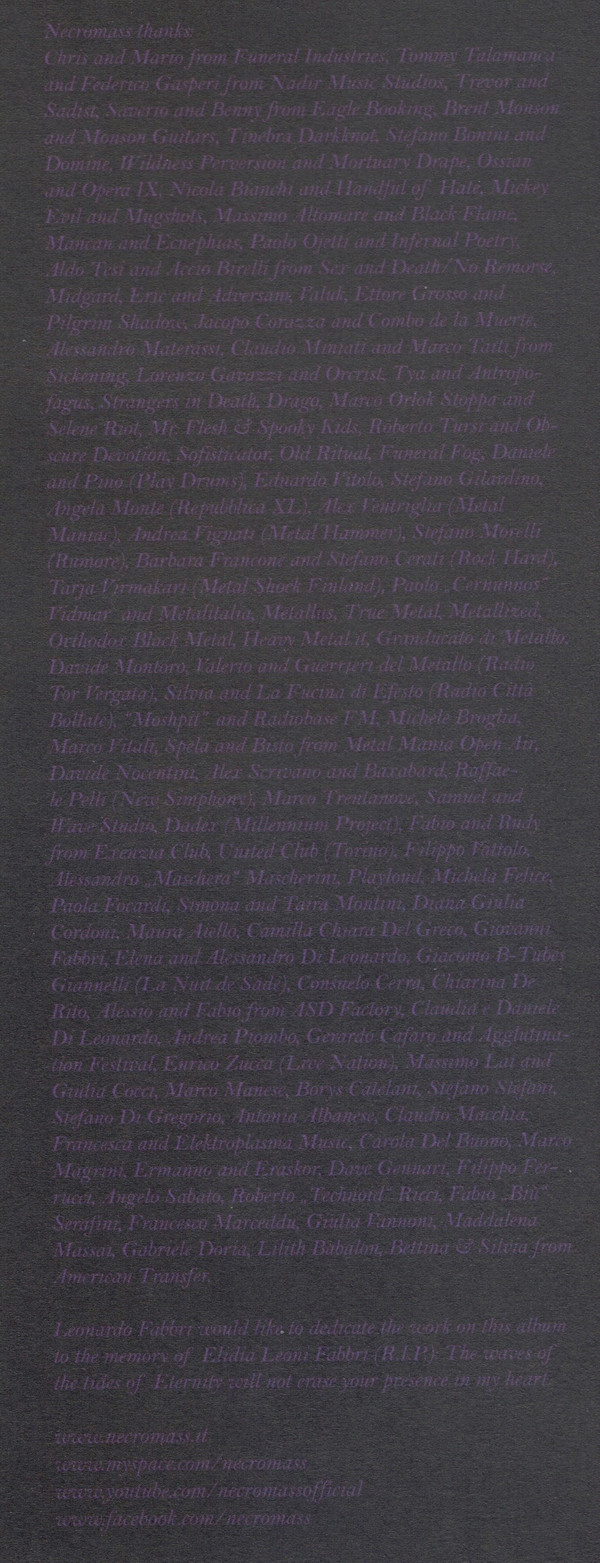 Necromass thanks:
Chris and Mario from Funeral Industries, Tommy Talamanca
and Federico Gasperi from Nadir Music Studios, Trevor and
Sadist, Saverio and Benny from Eagle Booking, Brent Monson
and Monson Guitars, Tinebra Darkknot, Stefano Bonini and
Domine, Wildness Perversion and Mortuary Drape, Ossian
and Opera IX, Nicola Bianchi and Handful of Hate, Mickey
Evil and Mugshots, Massimo Altomare and Black Flame,
Mancan and Ecnephias, Paolo Ojetti and Infernal Poetry,
Aldo Tesi and Accio Birelli from Sex and Death/No Remorse,
Midgard, Eric and Adversam, Valuk, Ettore Grosso and
Pilgrim Shadow, Jacopo Corazza and Combo de la Muerte,
Alessandro Materassi, Claudio Miniati and Marco Taiti from
Sickening, Lorenzo Gavazzi and Orcrist, Tya and Antropo-
fagus, Strangers in Death, Drago, Marco Orlok Stoppa and
Selene Riot, Mr. Flesh & Spooky Kids, Roberto Tursi and Ob-
scure Devotion, Sofisticator, Old Ritual, Funeral Fog, Daniele
and Pino (Play Drums), Eduardo Vitolo, Stefano Gilardino,
Angela Monte (Repubblica XL), Alex Ventriglia (Metal
Maniac), Andrea Vignati (Metal Hammer), Stefano Morelli
(Rumore), Barbara Francone and Stefano Cerati (Rock Hard),
Tarja Virmakari (Metal Shock Finland), Paolo „Cernunnos"
Vidmar and Metalitalia, Metallus, True Metal, Metallized,
Orthodox Black Metal, Heavy Metal.it, Granducato di Metallo,
Davide Montoro, Valerio and Guerrieri del Metallo (Radio
Tor Vergata), Silvia and La Fucina di Efesto (Radio Città
Bollate), "Moshpit" and Radiobase FM, Michele Broglia,
Marco Vitali, Spela and Bisto from Metal Mania Open Air,
Davide Nocentini, Alex Scrivano and Baxabard, Raffae-
le Pelli (New Simphony), Marco Trentanove, Samuel and
Wave Studio, Dadex (Millennium Project), Fabio and Rudy
from Exenzia Club, United Club (Torino), Filippo Vattolo,
Alessandro „Maschera" Mascherini, Playloud, Michela Felice,
Paola Focardi, Simona and Taira Montini, Diana Giulia
Cordoni, Maura Aiello, Camilla Chiara Del Greco, Giovanni
Fabbri, Elena and Alessandro Di Leonardo, Giacomo B-Tubes
Giannelli (La Nuit de Sade), Consuelo Cerra, Chiarina De
Rito, Alessio and Fabio from ASD Factory, Claudia e Daniele
Di Leonardo, Andrea Piombo, Gerardo Cafaro and Agglutina-
tion Festival, Enrico Zucca (Live Nation), Massimo Lai and
Giulia Cocci, Marco Manese, Borys Catelani, Stefano Stefani,
Stefano Di Gregorio, Antonia Albanese, Claudio Macchia,
Francesca and Elektroplasma Music, Carola Del Buono, Marco
Magrini, Ermanno and Eraskor, Dave Gennari, Filippo Fer-
rucci, Angelo Sabato, Roberto „Technoid" Ricci, Fabio „Biù"
Serafini, Francesco Marceddu, Giulia Vannoni, Maddalena
Massai, Gabriele Doria, Lilith Babalon, Bettina & Silvia from
American Transfer.
Leonardo Fabbri would like to dedicate the work on this album
to the memory of Elidia Leoni Fabbri (R.I.P.): The waves of
the tides of Eternity will not erase your presence in my heart.
www.necromass.it
www.myspace.com/necromass
www.youtube.com/necromassofficial
www.facebook.com/necromass